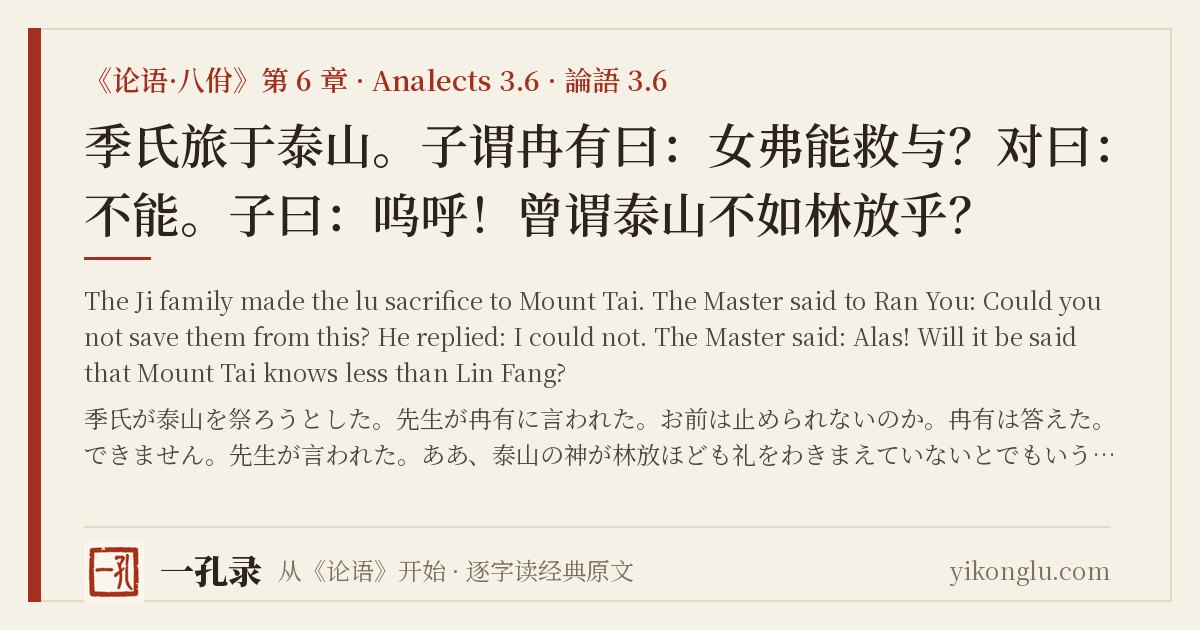 《论语·八佾》第 6 章 · Analects 3.6 · 論語 3.6
季氏旅于泰山。子谓冉有曰：女弗能救与？对曰：
不能。子曰：呜呼！曾谓泰山不如林放乎？
The Ji family made the lu sacrifice to Mount Tai. The Master said to Ran You: Could you
not save them from this? He replied: I could not. The Master said: Alas! Will it be said
that Mount Tai knows less than Lin Fang?
季氏が泰山を祭ろうとした。先生が冉有に言われた。お前は止められないのか。冉有は答えた。
できません。先生が言われた。ああ、泰山の神が林放ほども礼をわきまえていないとでもいう…
一孔
一孔录 从《论语》开始 · 逐字读经典原文 yikonglu.com